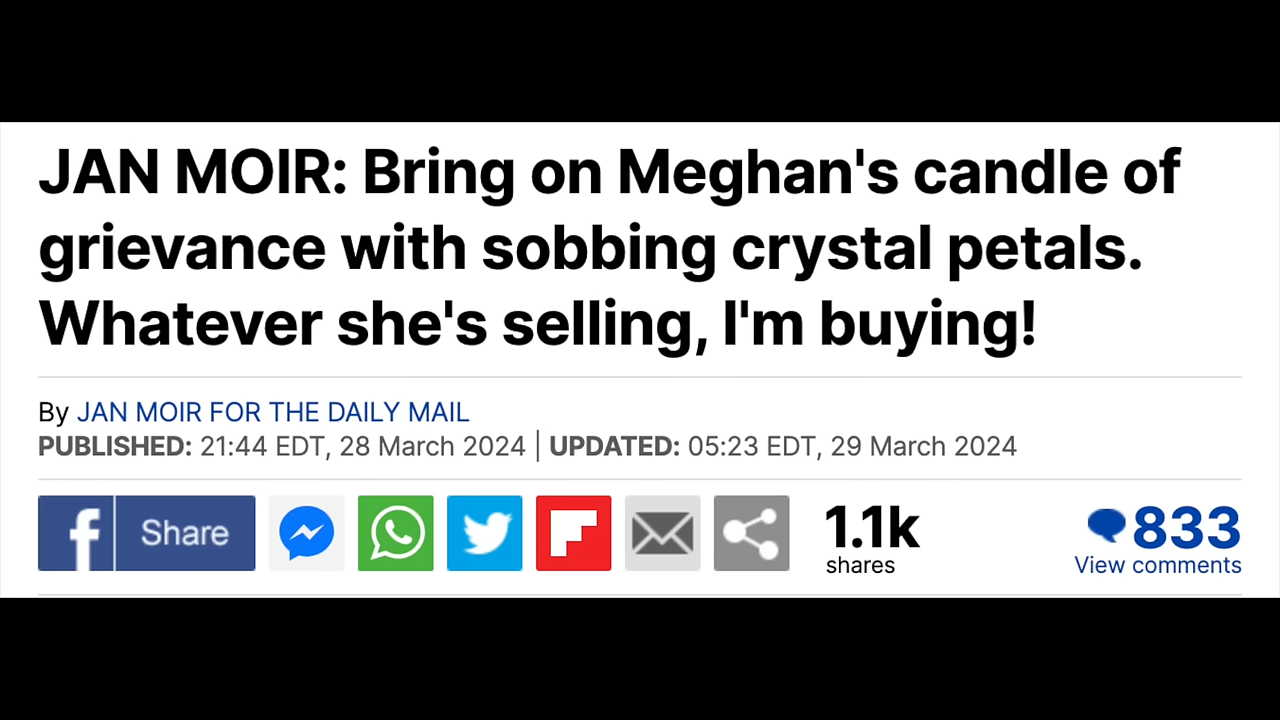 JAN MOIR: Bring on Meghan's candle of
grievance with sobbing crystal petals.
Whatever she's selling, I'm buying!
By JAN MOIR FOR THE DAILY MAIL
PUBLISHED: 21:44 EDT, 28 March 2024 | UPDATED: 05:23 EDT, 29 March 2024
Share
1.1k
shares
833
View comments